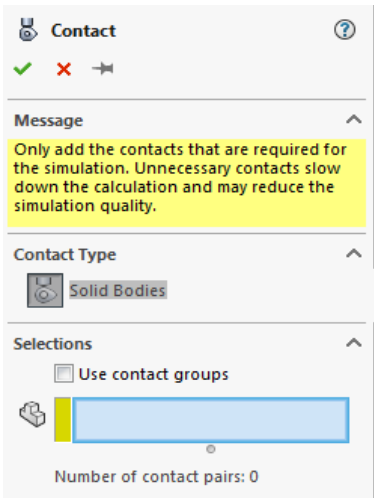 Contact
Message
Only add the contacts that are required for
the simulation. Unnecessary contacts slow
down the calculation and may reduce the
simulation quality.
Contact Type
Solid Bodies
Selections
Use contact groups
Number of contact pairs: 0